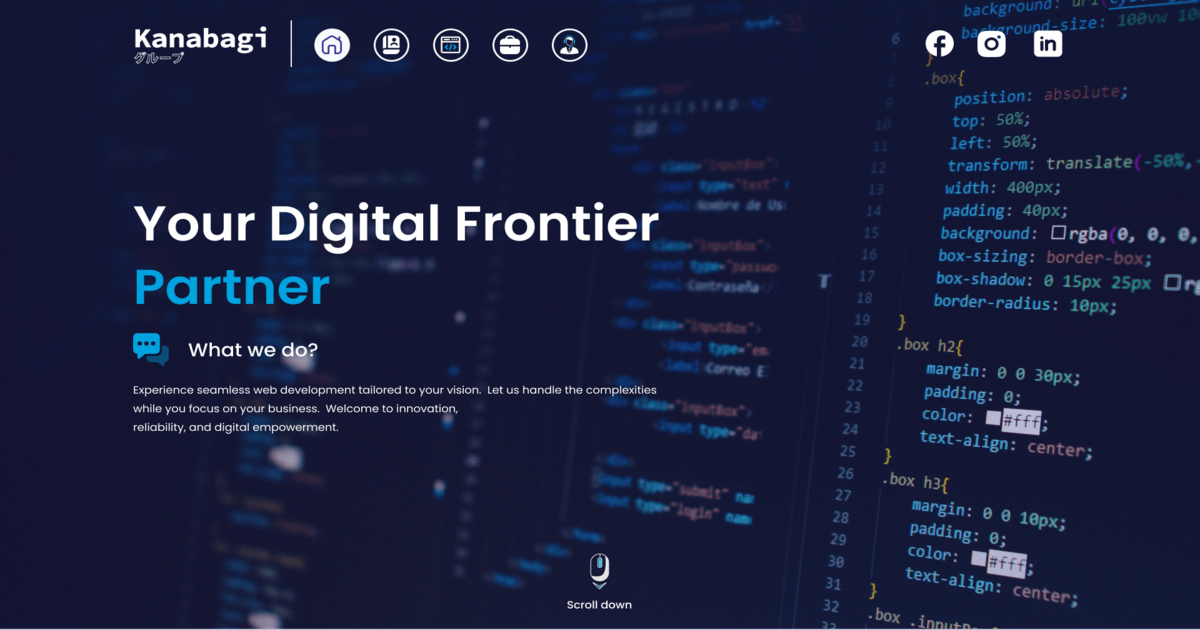 Kanabagi
グループ
Your Digital Frontier
Partner
What we do?
Experience seamless web development tailored to your vision.  Let us handle the complexities
while you focus on your business.  Welcome to innovation,
reliability, and digital empowerment.
Scroll down
class="inputBox">
input type="text"
label>Nombre de Us
class="inputBox">
input type="passwo
label>Contraseña</
class="inputBox">
input type="em
label>Correo E
class="inputBox">
input type="da
input type="submit" nam
input type="login" name
6 }
.box{
9 position: absolute;
10 top: 50%;
11 left: 50%;
12 transform: translate(-50%,-
13 width: 400px;
14 padding: 40px;
15 background: rgba(0, 0, 0,
16 box-sizing: border-box;
17 box-shadow: 0 15px 25px rg
18 border-radius: 10px;
19 }
20 .box h2{
21 margin: 0 0 30px;
22 padding: 0;
23 color: #fff;
24 text-align: center;
25 }
26 .box h3{
27 margin: 0 0 10px;
28 padding: 0;
29 color: #fff;
30 text-align: center;
31 }
32 .box .inputB